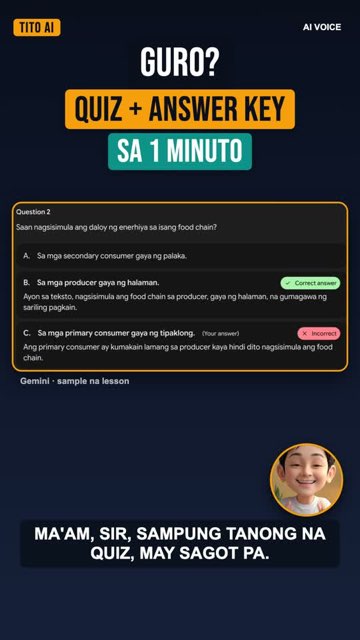 TITO AI
AI VOICE
GURO?
QUIZ + ANSWER KEY
SA 1 MINUTO
Question 2
Saan nagsisimula ang daloy ng enerhiya sa isang food chain?
A. Sa mga secondary consumer gaya ng palaka.
B. Sa mga producer gaya ng halaman.
Correct answer
Ayon sa teksto, nagsisimula ang food chain sa producer, gaya ng halaman, na gumagawa ng
sariling pagkain.
C. Sa mga primary consumer gaya ng tipaklong. (Your answer)
Incorrect
Ang primary consumer ay kumakain lamang sa producer kaya hindi dito nagsisimula ang food
chain.
Gemini · sample na lesson
MA'AM, SIR, SAMPUNG TANONG NA
QUIZ, MAY SAGOT PA.